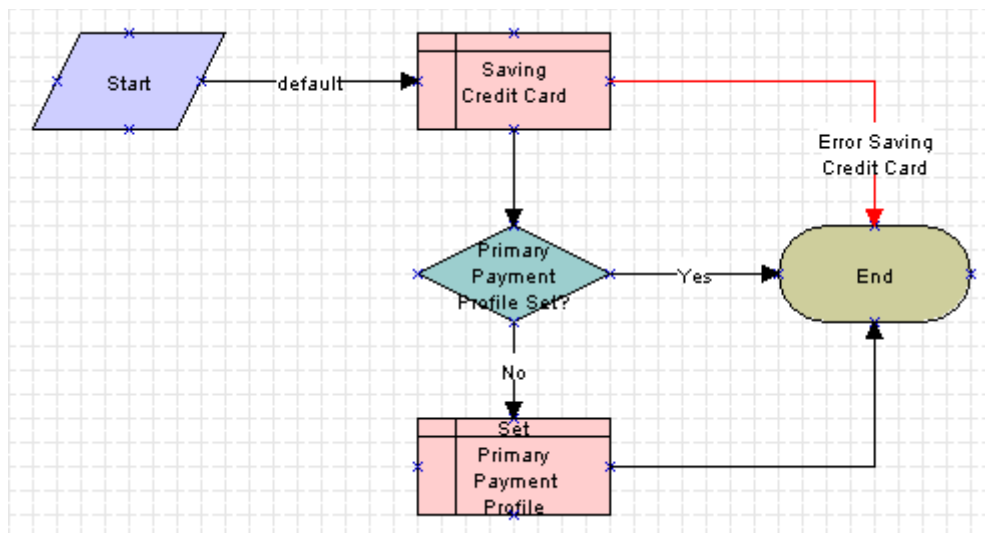 Start
default
Saving
Credit Card
Error Saving
Credit Card
Primary
Payment
Profile Set?
Yes
End
No
Set
Primary
Payment
Profile